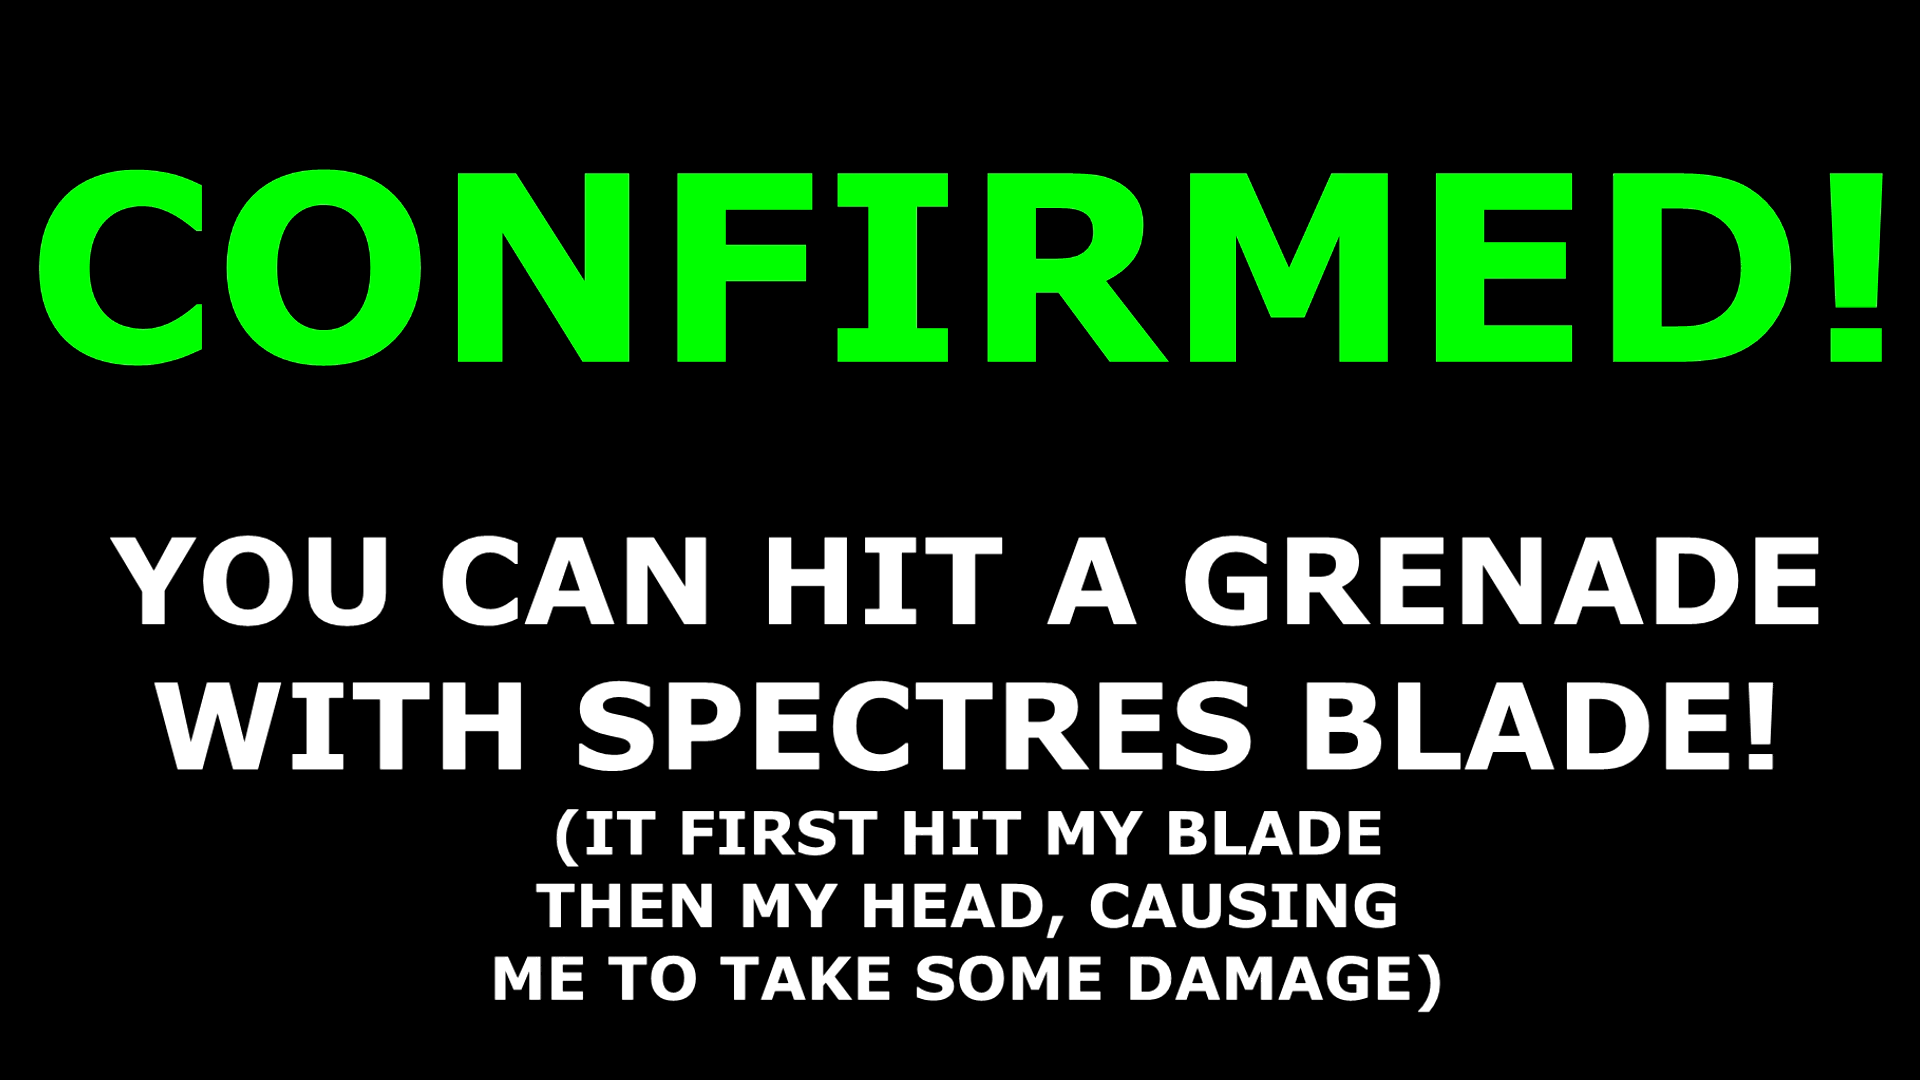 CONFIRMED!
YOU CAN HIT A GRENADE
WITH SPECTRES BLADE!
(IT FIRST HIT MY BLADE
THEN MY HEAD, CAUSING
ME TO TAKE SOME DAMAGE)